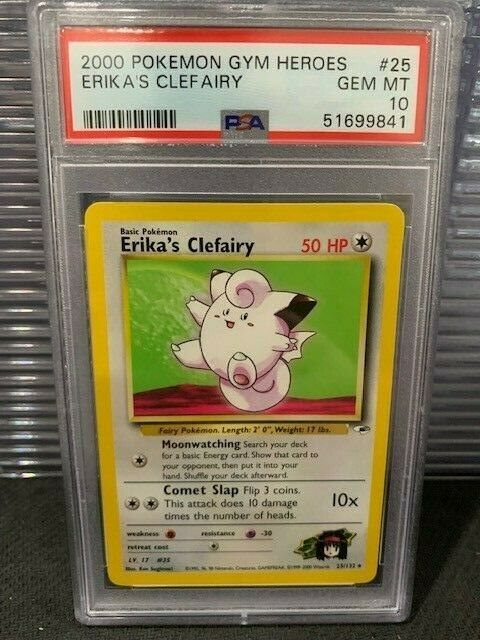 2000 POKEMON GYM HEROES #25
ERIKA'S CLEFAIRY GEM MT
10
PSA 51699841
Basic Pokémon
Erika's Clefairy 50 HP
Fairy Pokémon. Length: 2' 0", Weight: 17 lbs.
Moonwatching Search your deck
for a basic Energy card. Show that card to
your opponent, then put it into your
hand. Shuffle your deck afterward.
Comet Slap Flip 3 coins.
This attack does 10 damage 10x
times the number of heads.
weakness resistance -30
retreat cost
LV. 17 #35
Illus. Ken Sugimori 25/132